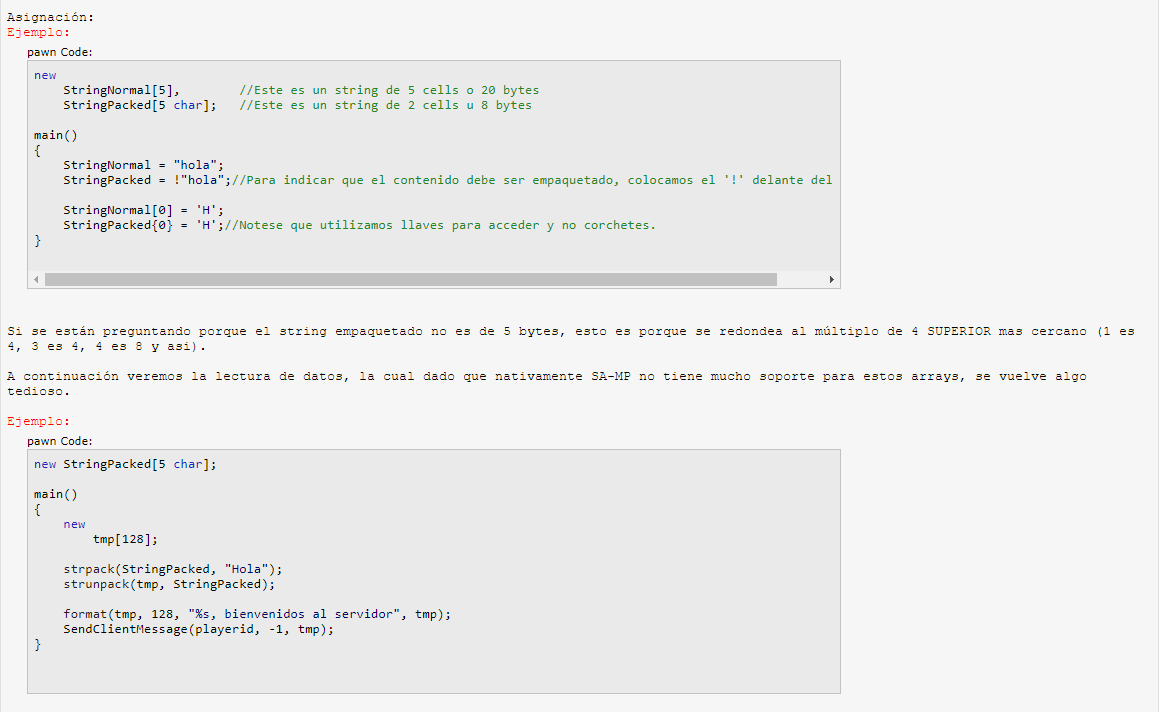 Asignación:
Ejemplo:
pawn Code:
new
    StringNormal[5],        //Este es un string de 5 cells o 20 bytes
    StringPacked[5 char];   //Este es un string de 2 cells u 8 bytes
main()
{
    StringNormal = "hola";
    StringPacked = !"hola";//Para indicar que el contenido debe ser empaquetado, colocamos el '!' delante del
    StringNormal[0] = 'H';
    StringPacked{0} = 'H';//Notese que utilizamos llaves para acceder y no corchetes.
}
Si se están preguntando porque el string empaquetado no es de 5 bytes, esto es porque se redondea al múltiplo de 4 SUPERIOR mas cercano (1 es
4, 3 es 4, 4 es 8 y asi).
A continuación veremos la lectura de datos, la cual dado que nativamente SA-MP no tiene mucho soporte para estos arrays, se vuelve algo
tedioso.
Ejemplo:
pawn Code:
new StringPacked[5 char];
main()
{
    new
        tmp[128];
    strpack(StringPacked, "Hola");
    strunpack(tmp, StringPacked);
    format(tmp, 128, "%s, bienvenidos al servidor", tmp);
    SendClientMessage(playerid, -1, tmp);
}